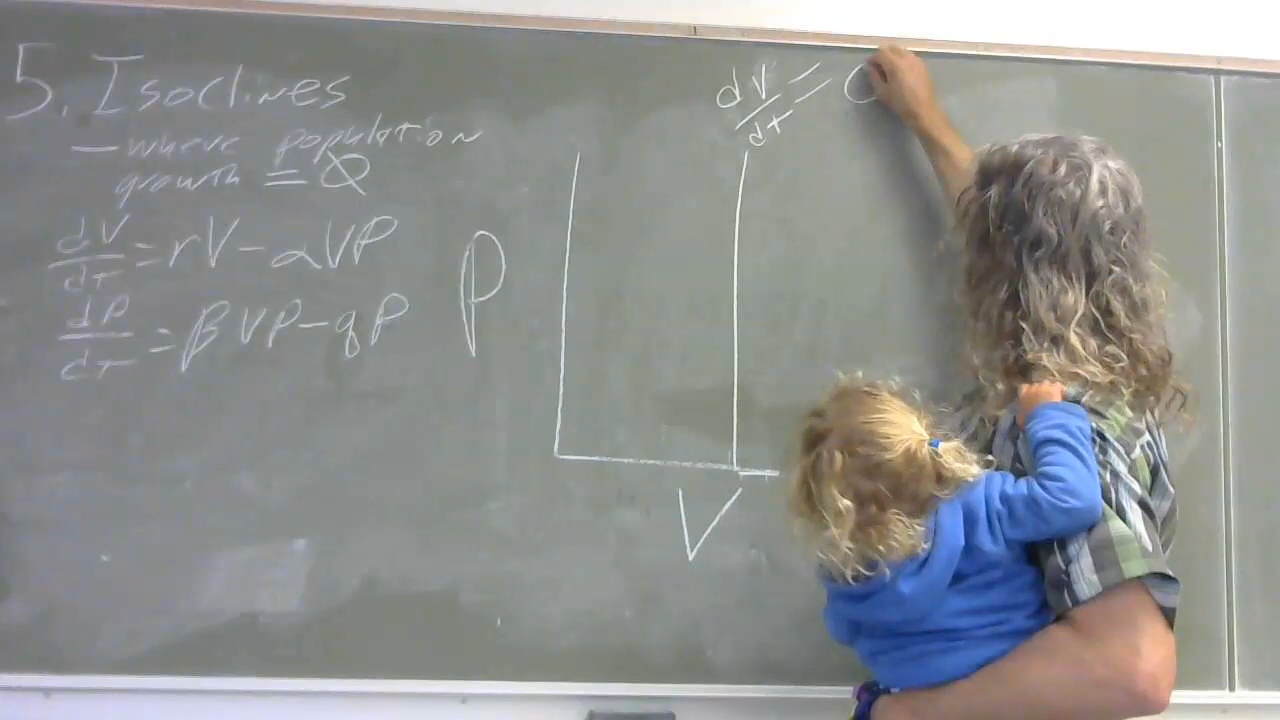 5. Isoclines
— where population
growth = 0
dV/dT = rV - αVP
dP/dT = βVP - qP
P
V
dV/dT = 0